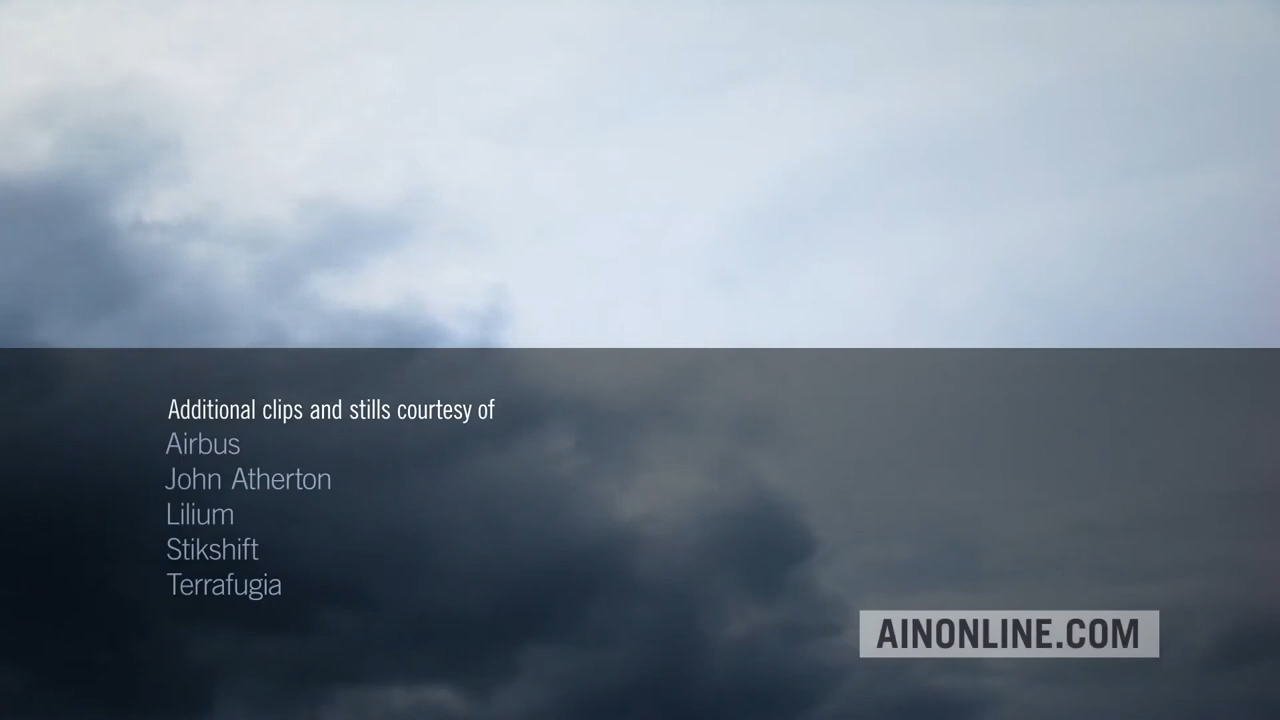 Additional clips and stills courtesy of
Airbus
John Atherton
Lilium
Stikshift
Terrafugia
AINONLINE.COM